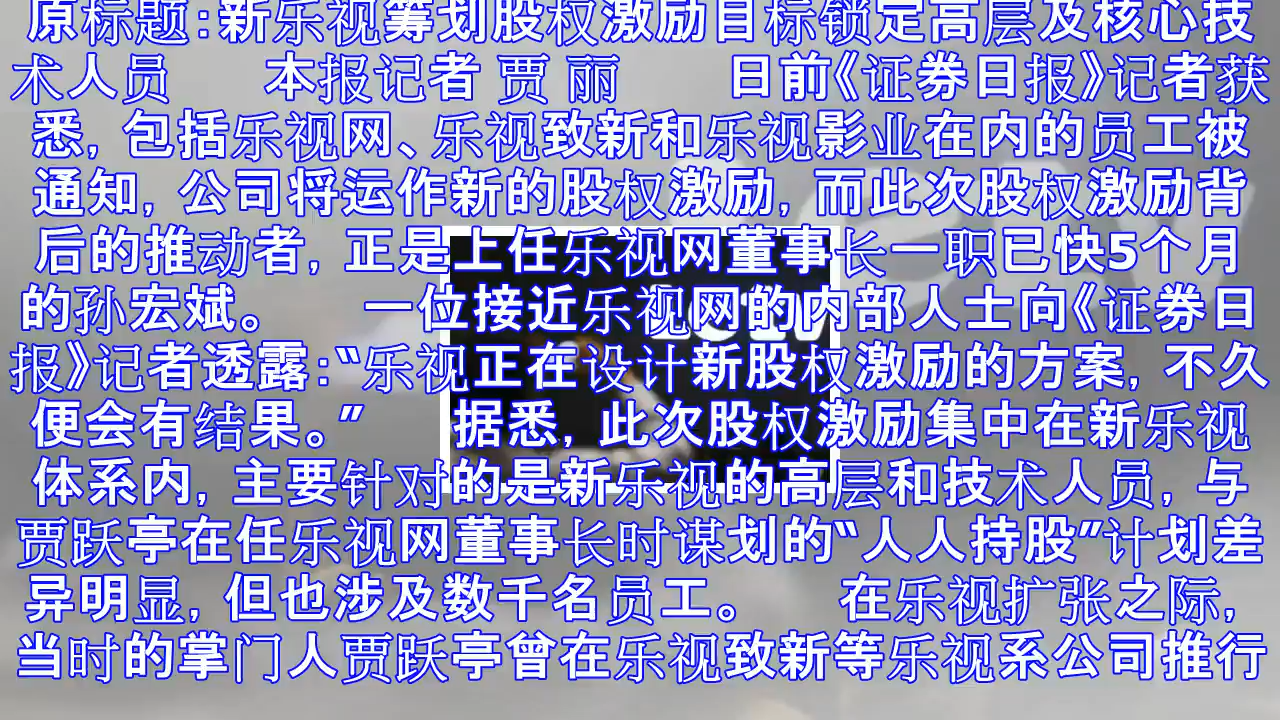 原标题:新乐视筹划股权激励目标锁定高层及核心技
术人员　　本报记者 贾 丽　　日前《证券日报》记者获
悉, 包括乐视网、乐视致新和乐视影业在内的员工被
通知, 公司将运作新的股权激励, 而此次股权激励背
后的推动者, 正是上任乐视网董事长一职已快5个月
的孙宏斌。　　一位接近乐视网的内部人士向《证券日
报》记者透露:“乐视正在设计新股权激励的方案, 不久
便会有结果。”　　据悉, 此次股权激励集中在新乐视
体系内, 主要针对的是新乐视的高层和技术人员, 与
贾跃亭在任乐视网董事长时谋划的“人人持股”计划差
异明显, 但也涉及数千名员工。　　在乐视扩张之际,
当时的掌门人贾跃亭曾在乐视致新等乐视系公司推行